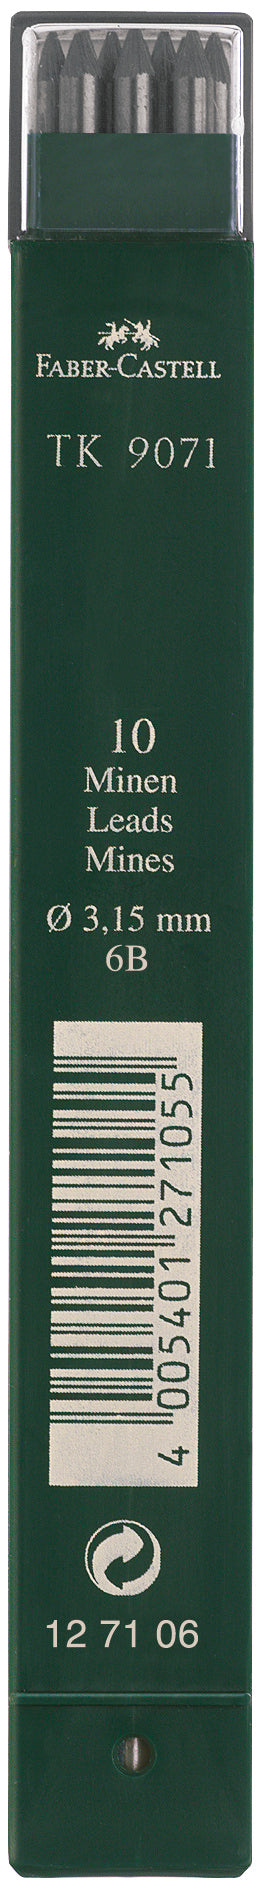 FABER-CASTELL
TK 9071
10
Minen
Leads
Mines
Ø 3,15 mm
6B
4 005401 271055
12 71 06